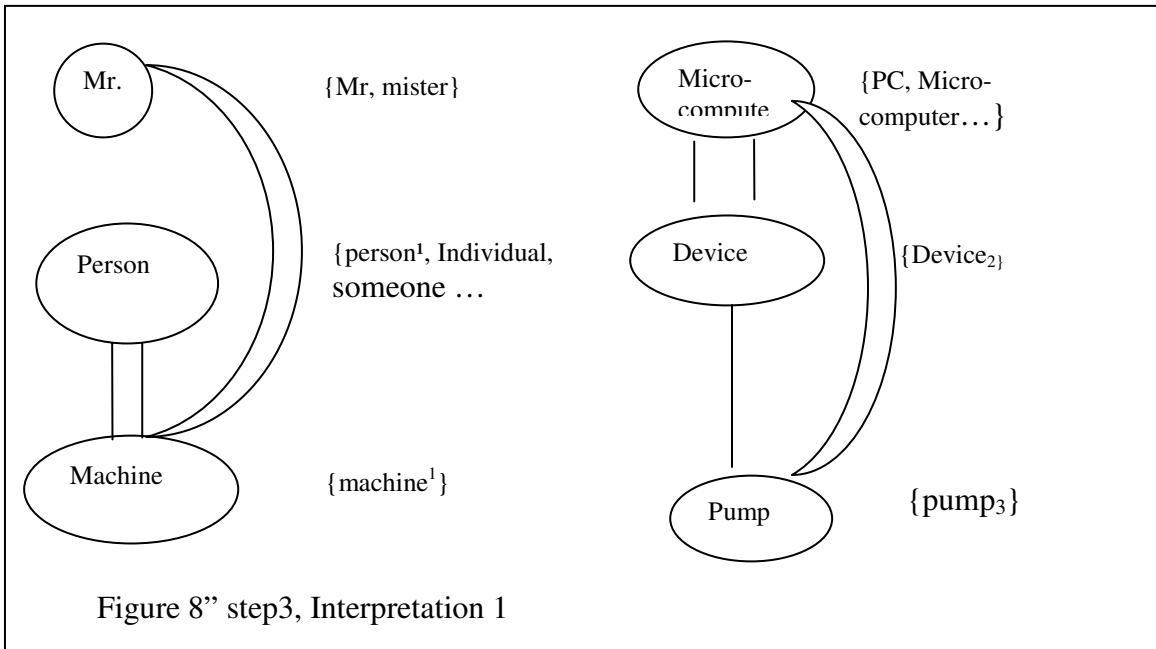 Mr.
{Mr, mister}
Person
{person¹, Individual,
someone …
Machine
{machine¹}
Micro-
compute
{PC, Micro-
computer…}
Device
{Device₂}
Pump
{pump₃}
Figure 8” step3, Interpretation 1